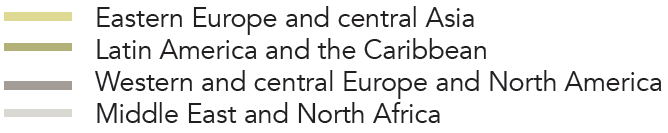 Eastern Europe and central Asia
Latin America and the Caribbean
Western and central Europe and North America
Middle East and North Africa